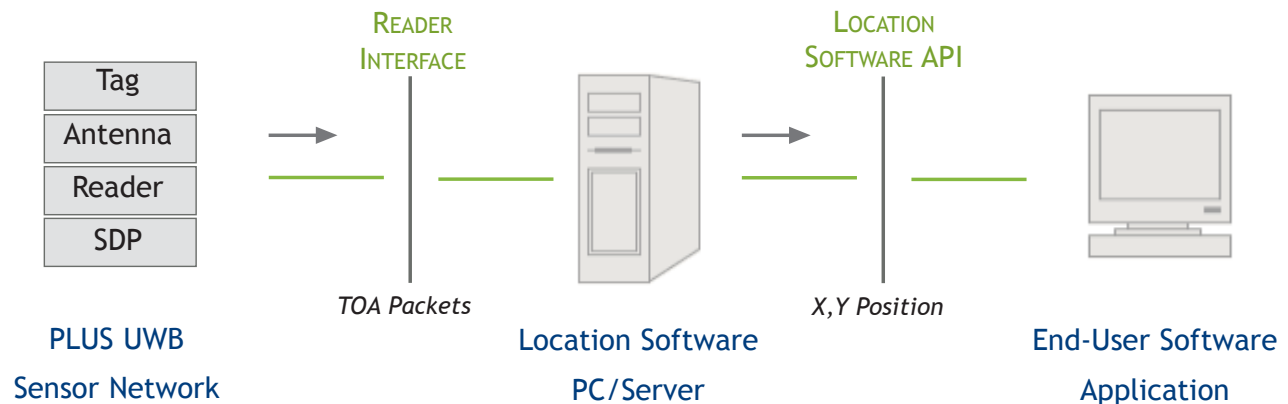 READER
INTERFACE
LOCATION
SOFTWARE API
Tag
Antenna
Reader
SDP
TOA Packets
X,Y Position
PLUS UWB
Sensor Network
Location Software
PC/Server
End-User Software
Application